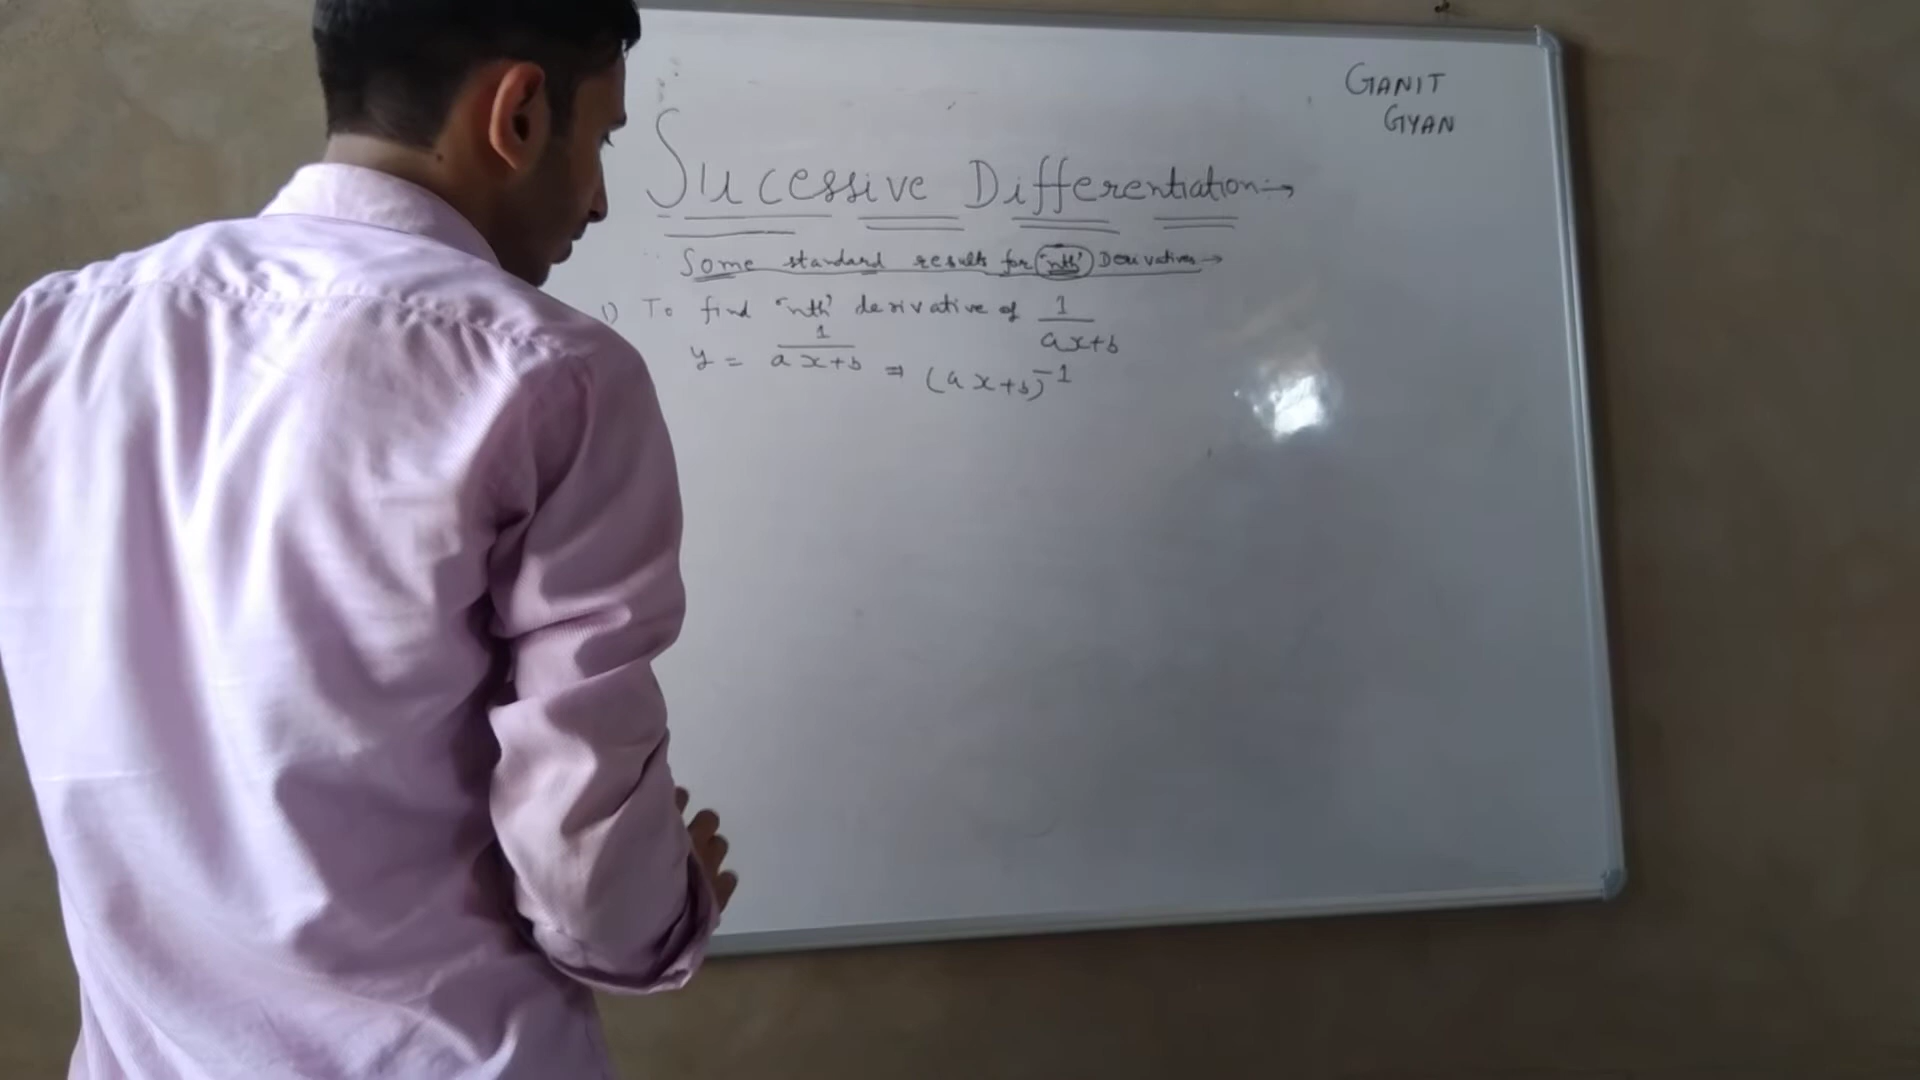 GANIT
GYAN
Successive Differentiation→
Some standard results for 'nth' Derivatives →
1) To find 'nth' derivative of 1/(ax+b)
y = 1/(ax+b) ⇒ (ax+b)^-1